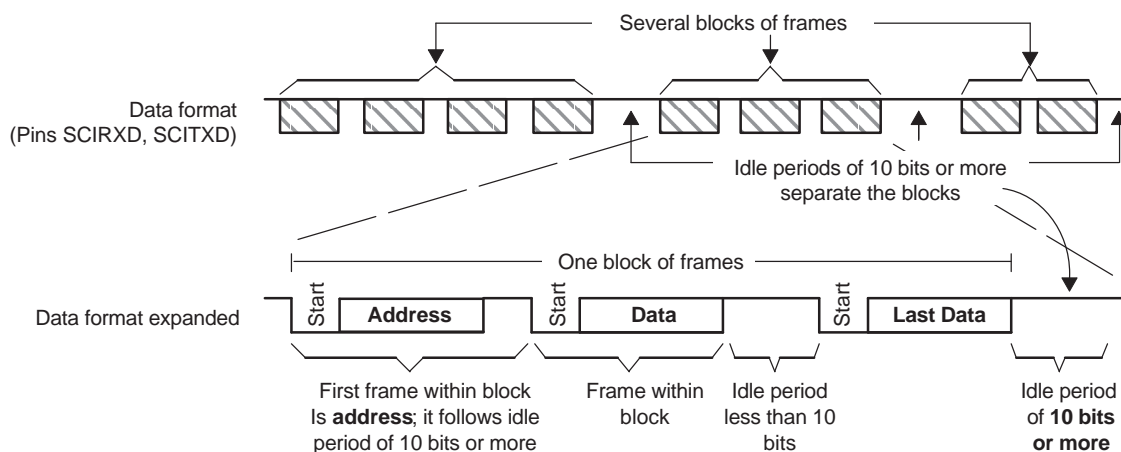 Several blocks of frames
Data format
(Pins SCIRXD, SCITXD)
Idle periods of 10 bits or more
separate the blocks
One block of frames
Data format expanded
Start
Address
Start
Data
Start
Last Data
First frame within block
Is address; it follows idle
period of 10 bits or more
Frame within
block
Idle period
less than 10
bits
Idle period
of 10 bits
or more